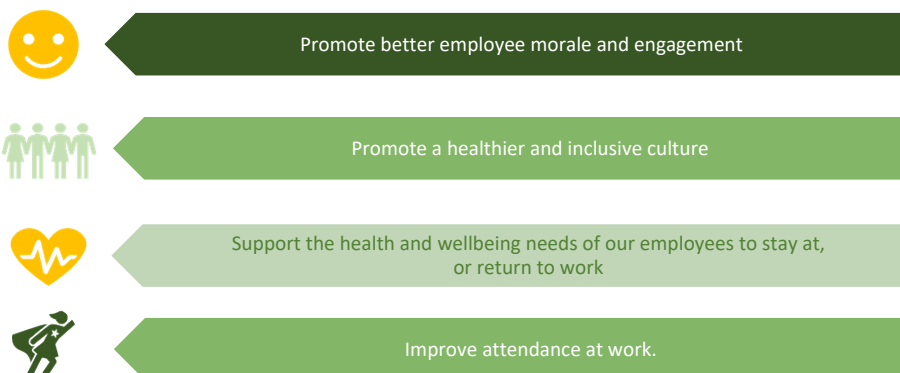 Promote better employee morale and engagement
Promote a healthier and inclusive culture
Support the health and wellbeing needs of our employees to stay at,
or return to work
Improve attendance at work.